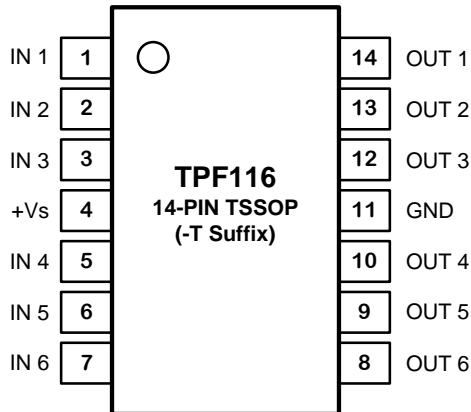 IN 1 1 14 OUT 1
IN 2 2 13 OUT 2
IN 3 3 12 OUT 3
TPF116
+Vs 4 14-PIN TSSOP 11 GND
(-T Suffix)
IN 4 5 10 OUT 4
IN 5 6 9 OUT 5
IN 6 7 8 OUT 6